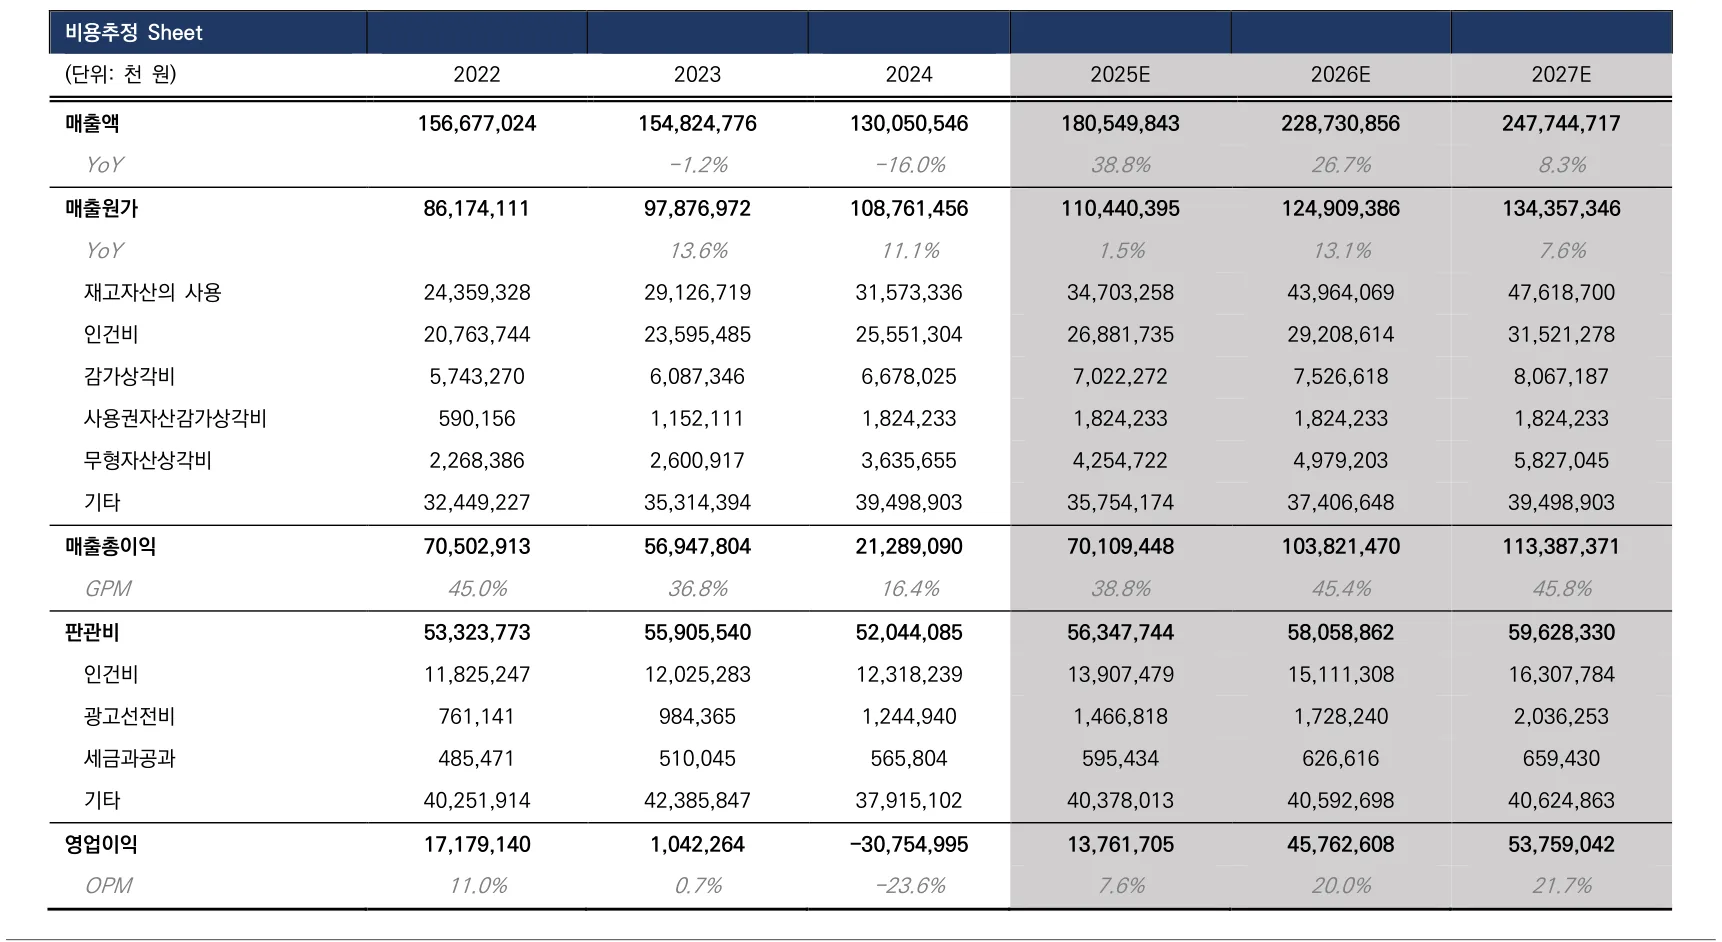 비용추정 Sheet
(단위: 천 원) 2022 2023 2024 2025E 2026E 2027E
매출액 156,677,024 154,824,776 130,050,546 180,549,843 228,730,856 247,744,717
YoY -1.2% -16.0% 38.8% 26.7% 8.3%
매출원가 86,174,111 97,876,972 108,761,456 110,440,395 124,909,386 134,357,346
YoY 13.6% 11.1% 1.5% 13.1% 7.6%
재고자산의 사용 24,359,328 29,126,719 31,573,336 34,703,258 43,964,069 47,618,700
인건비 20,763,744 23,595,485 25,551,304 26,881,735 29,208,614 31,521,278
감가상각비 5,743,270 6,087,346 6,678,025 7,022,272 7,526,618 8,067,187
사용권자산감가상각비 590,156 1,152,111 1,824,233 1,824,233 1,824,233 1,824,233
무형자산상각비 2,268,386 2,600,917 3,635,655 4,254,722 4,979,203 5,827,045
기타 32,449,227 35,314,394 39,498,903 35,754,174 37,406,648 39,498,903
매출총이익 70,502,913 56,947,804 21,289,090 70,109,448 103,821,470 113,387,371
GPM 45.0% 36.8% 16.4% 38.8% 45.4% 45.8%
판관비 53,323,773 55,905,540 52,044,085 56,347,744 58,058,862 59,628,330
인건비 11,825,247 12,025,283 12,318,239 13,907,479 15,111,308 16,307,784
광고선전비 761,141 984,365 1,244,940 1,466,818 1,728,240 2,036,253
세금과공과 485,471 510,045 565,804 595,434 626,616 659,430
기타 40,251,914 42,385,847 37,915,102 40,378,013 40,592,698 40,624,863
영업이익 17,179,140 1,042,264 -30,754,995 13,761,705 45,762,608 53,759,042
OPM 11.0% 0.7% -23.6% 7.6% 20.0% 21.7%